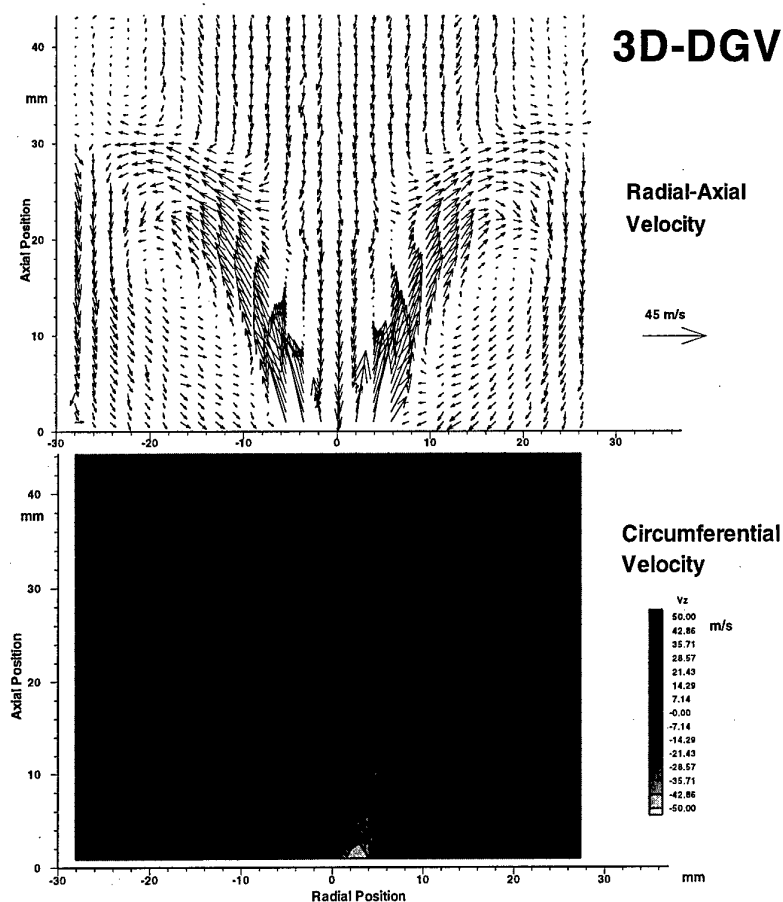 3D-DGV
40
mm
30
20
10
0
Axial Position
-30
-20
-10
0
10
20
30
Radial-Axial
Velocity
45 m/s
40
mm
30
20
10
0
Axial Position
-30
-20
-10
0
10
20
30
mm
Radial Position
Circumferential
Velocity
Vz
m/s
50.00
42.86
35.71
28.57
21.43
14.29
7.14
-0.00
-7.14
-14.29
-21.43
-28.57
-35.71
-42.86
-50.00